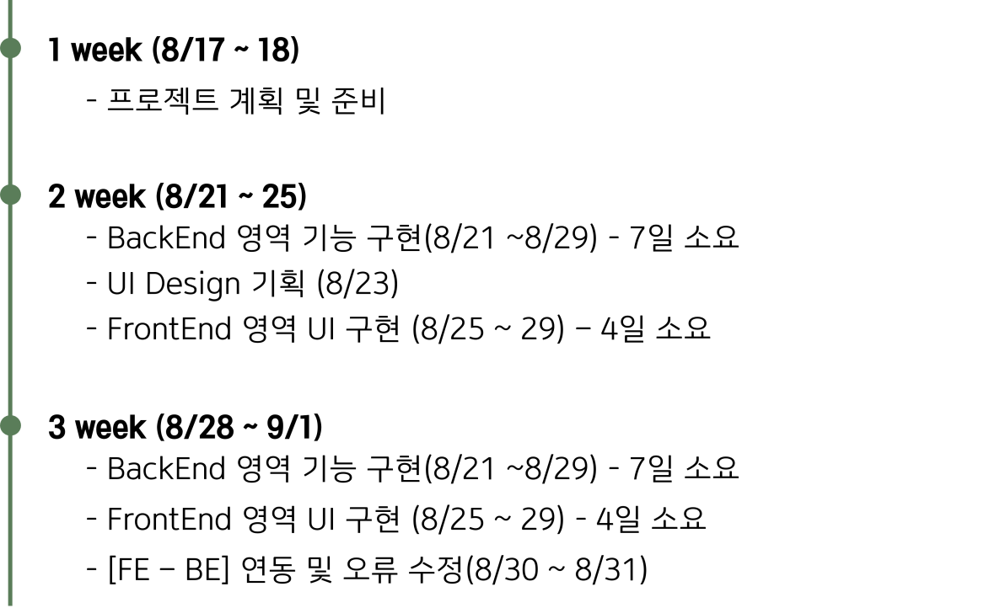 1 week (8/17 ~ 18)
- 프로젝트 계획 및 준비
2 week (8/21 ~ 25)
- BackEnd 영역 기능 구현(8/21 ~8/29) - 7일 소요
- UI Design 기획 (8/23)
- FrontEnd 영역 UI 구현 (8/25 ~ 29) – 4일 소요
3 week (8/28 ~ 9/1)
- BackEnd 영역 기능 구현(8/21 ~8/29) - 7일 소요
- FrontEnd 영역 UI 구현 (8/25 ~ 29) - 4일 소요
- [FE – BE] 연동 및 오류 수정(8/30 ~ 8/31)